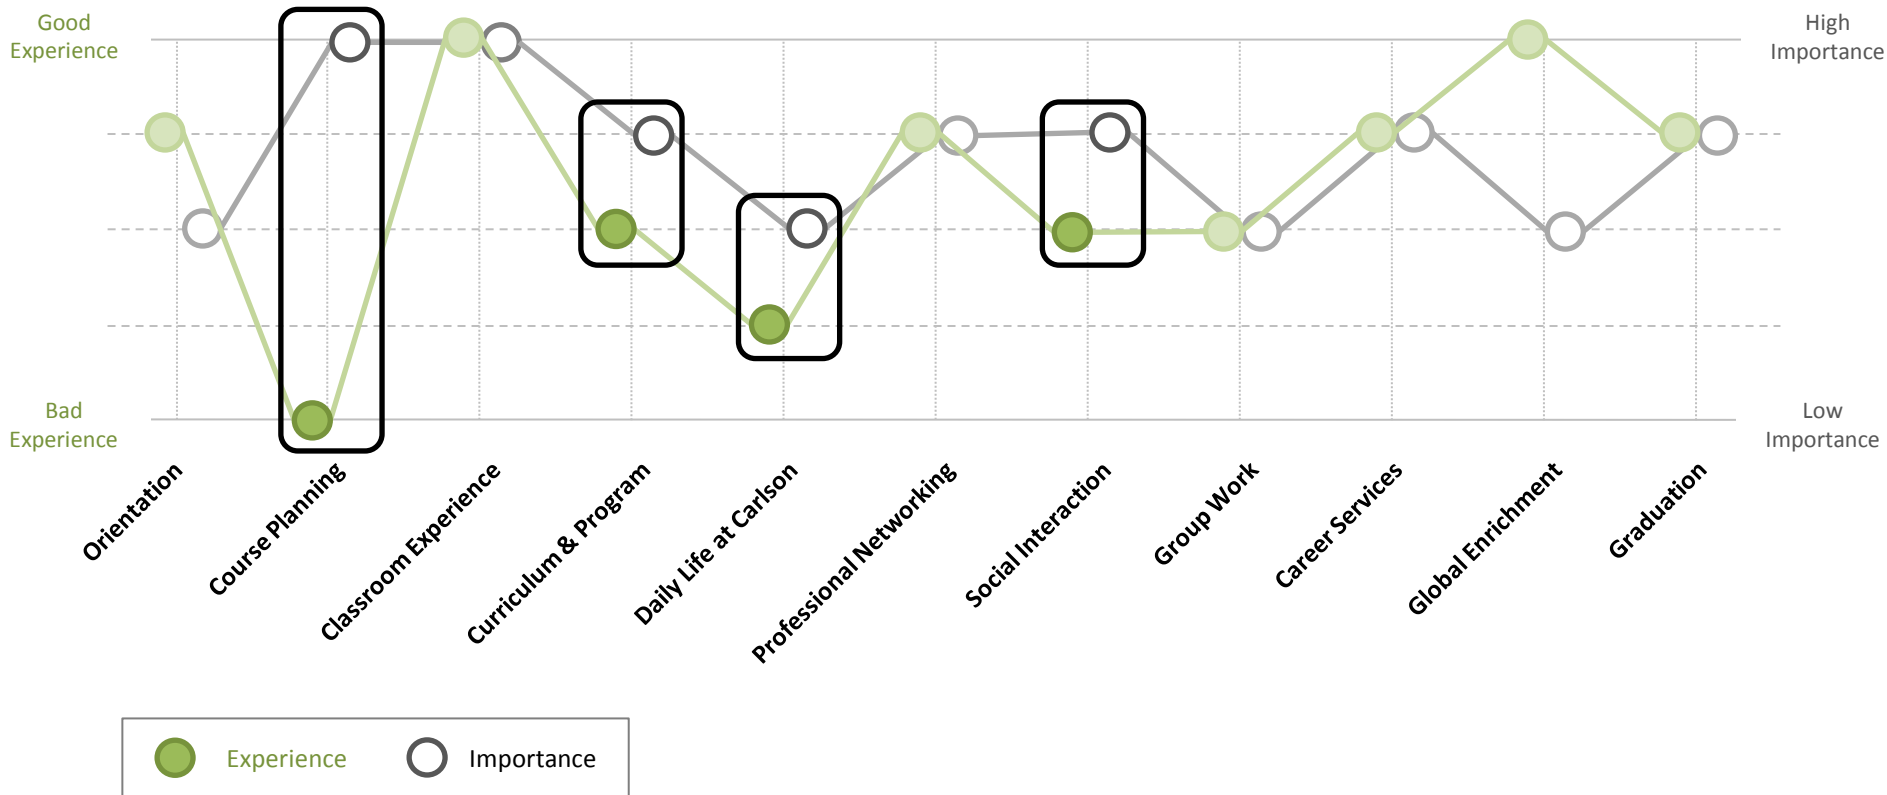 Good
Experience
High
Importance
Bad
Experience
Low
Importance
Orientation
Course Planning
Classroom Experience
Curriculum & Program
Daily Life at Carlson
Professional Networking
Social Interaction
Group Work
Career Services
Global Enrichment
Graduation
Experience
Importance